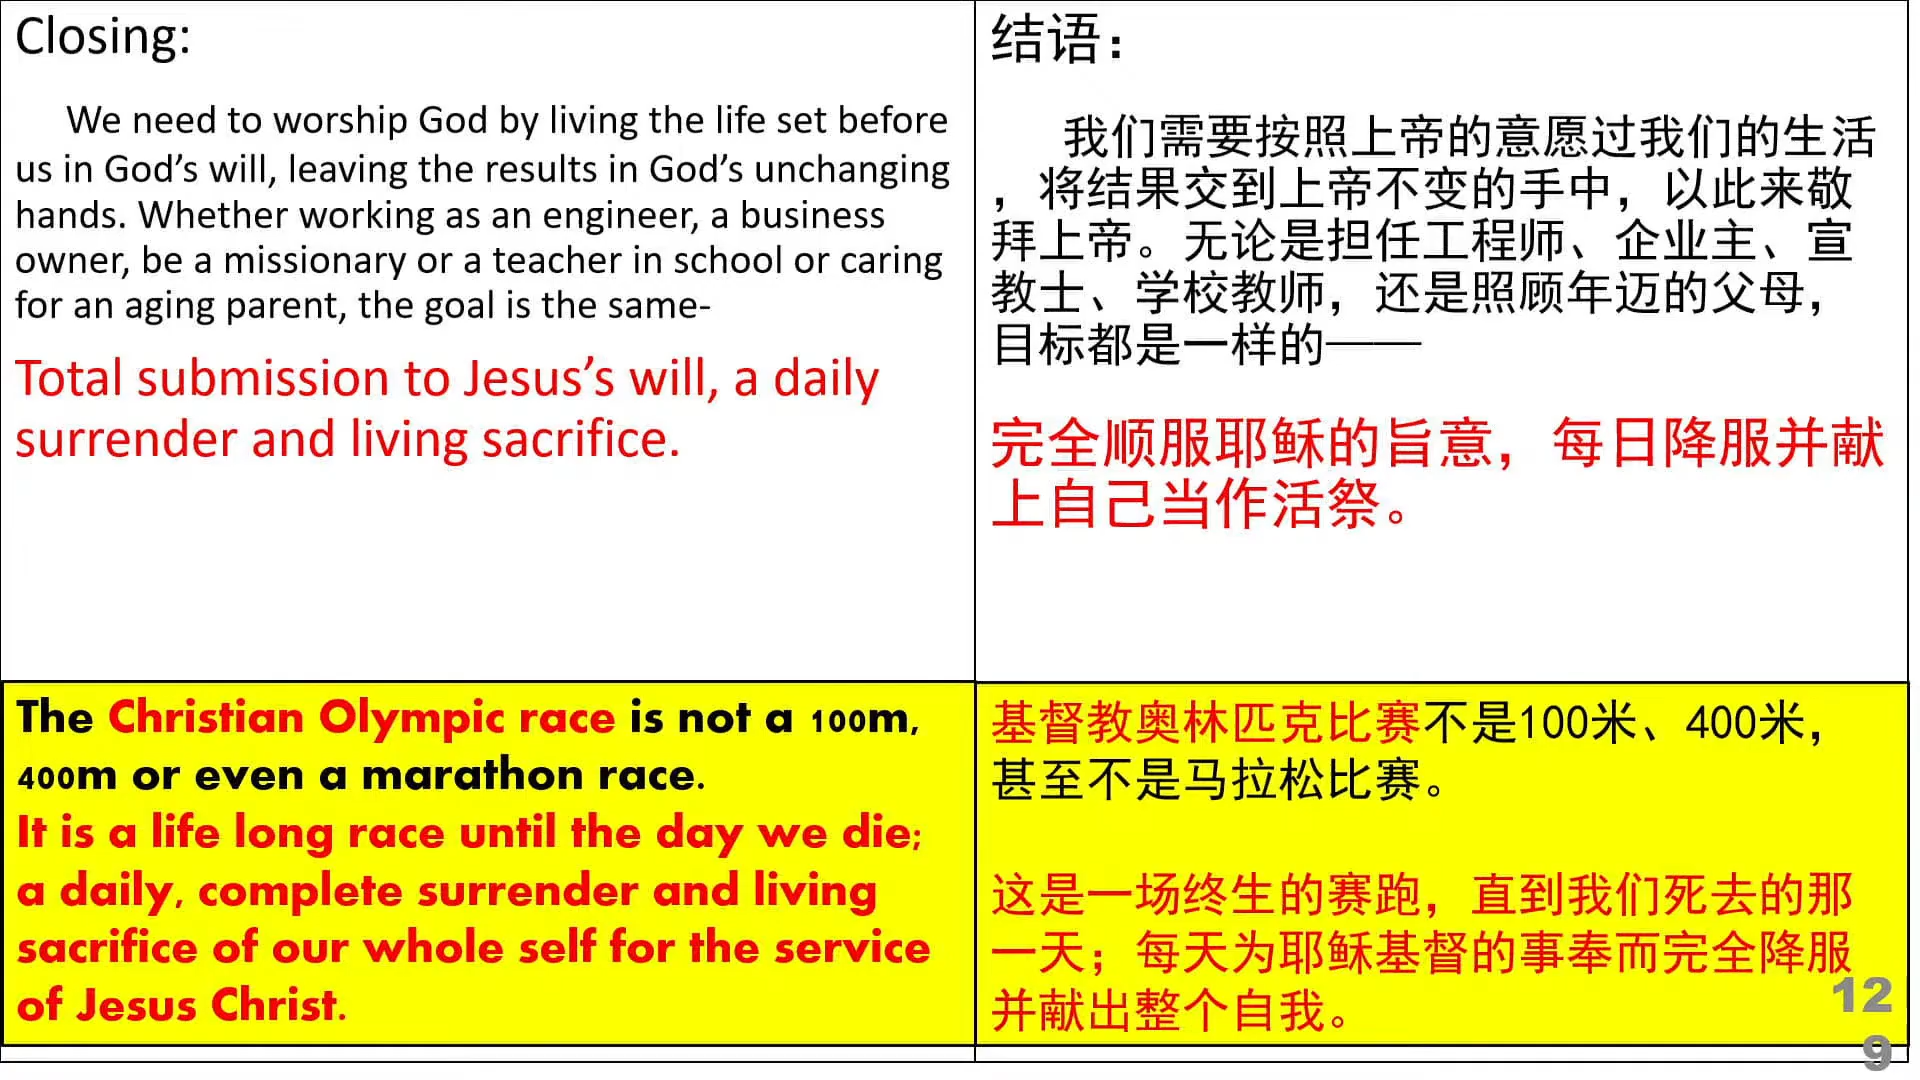 Closing:
We need to worship God by living the life set before
us in God’s will, leaving the results in God’s unchanging
hands. Whether working as an engineer, a business
owner, be a missionary or a teacher in school or caring
for an aging parent, the goal is the same-
Total submission to Jesus’s will, a daily
surrender and living sacrifice.
结语：
我们需要按照上帝的意愿过我们的生活
，将结果交到上帝不变的手中，以此来敬
拜上帝。无论是担任工程师、企业主、宣
教士、学校教师，还是照顾年迈的父母，
目标都是一样的——
完全顺服耶稣的旨意，每日降服并献
上自己当作活祭。
The Christian Olympic race is not a 100m,
400m or even a marathon race.
It is a life long race until the day we die;
a daily, complete surrender and living
sacrifice of our whole self for the service
of Jesus Christ.
基督教奥林匹克比赛不是100米、400米，
甚至不是马拉松比赛。
这是一场终生的赛跑，直到我们死去的那
一天；每天为耶稣基督的事奉而完全降服
并献出整个自我。
12
9